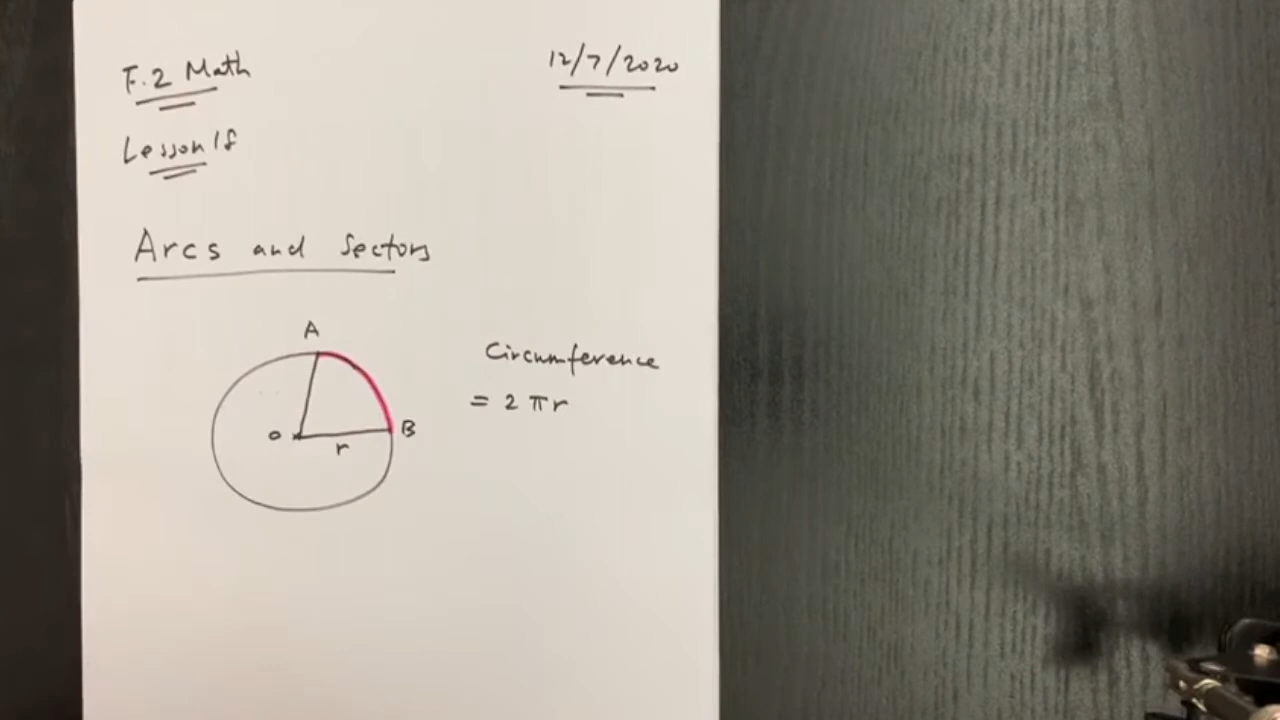 F.2 Math
12/7/2020
Lesson 18
Arcs and Sectors
A
Circumference
= 2πr
O
B
r